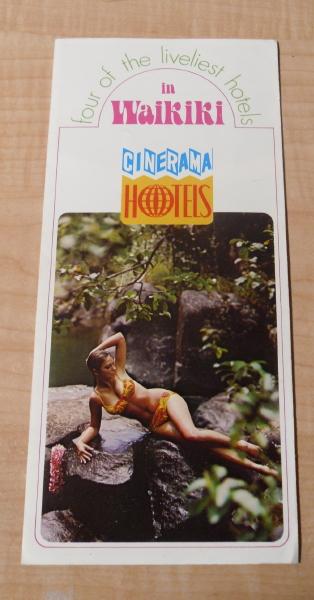 four of the liveliest hotels
in
Waikiki
CINERAMA
HOTELS